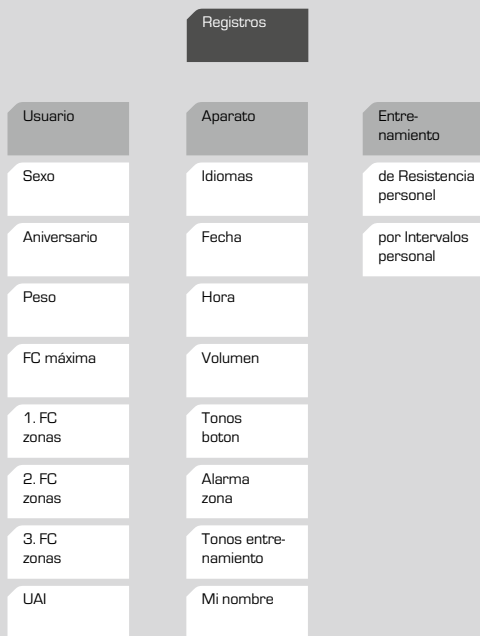 Registros
Usuario
Sexo
Aniversario
Peso
FC máxima
1. FC
zonas
2. FC
zonas
3. FC
zonas
UAI
Aparato
Idiomas
Fecha
Hora
Volumen
Tonos
boton
Alarma
zona
Tonos entre-
namiento
Mi nombre
Entre-
namiento
de Resistencia
personel
por Intervalos
personal